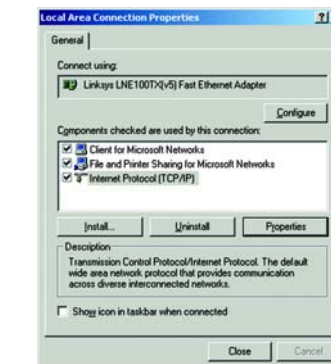 Local Area Connection Properties
General
Connect using:
Linksys LNE100TX(v5) Fast Ethernet Adapter
Configure
Components checked are used by this connection:
Client for Microsoft Networks
File and Printer Sharing for Microsoft Networks
Internet Protocol (TCP/IP)
Install... Uninstall Properties
Description
Transmission Control Protocol/Internet Protocol. The default
wide area network protocol that provides communication
across diverse interconnected networks.
Show icon in taskbar when connected
Close Cancel